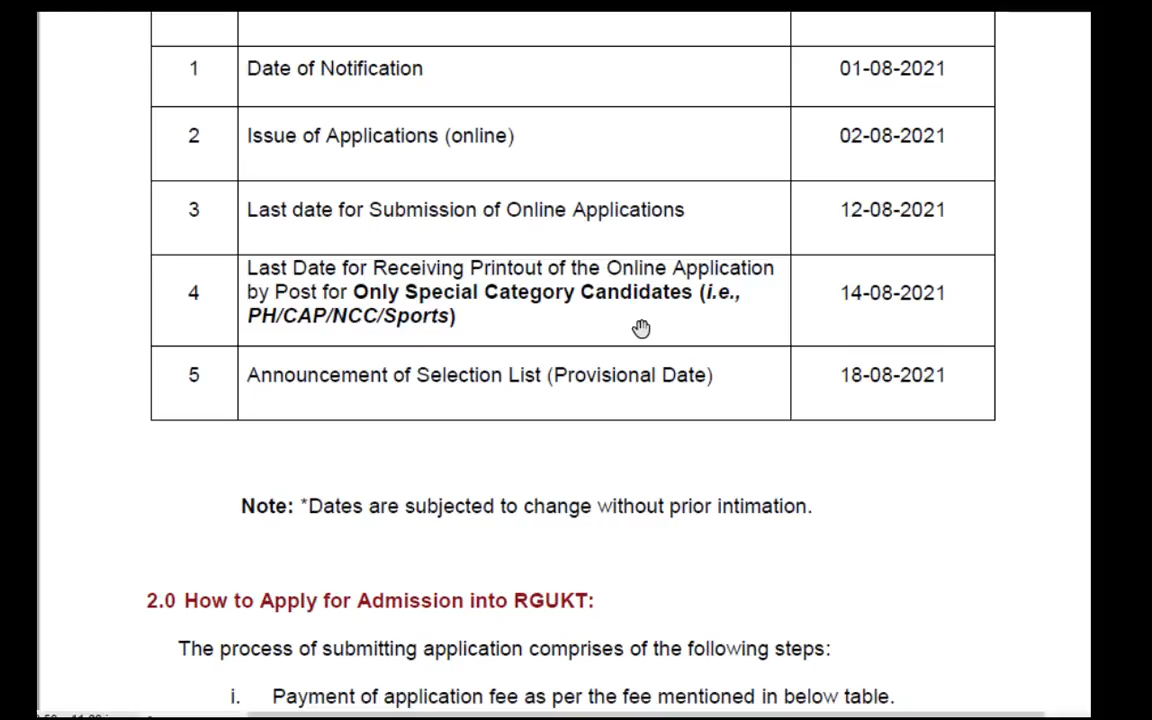 1 Date of Notification 01-08-2021
2 Issue of Applications (online) 02-08-2021
3 Last date for Submission of Online Applications 12-08-2021
Last Date for Receiving Printout of the Online Application
4 by Post for Only Special Category Candidates (i.e., 14-08-2021
PH/CAP/NCC/Sports)
5 Announcement of Selection List (Provisional Date) 18-08-2021
Note: *Dates are subjected to change without prior intimation.
2.0 How to Apply for Admission into RGUKT:
The process of submitting application comprises of the following steps:
i. Payment of application fee as per the fee mentioned in below table.